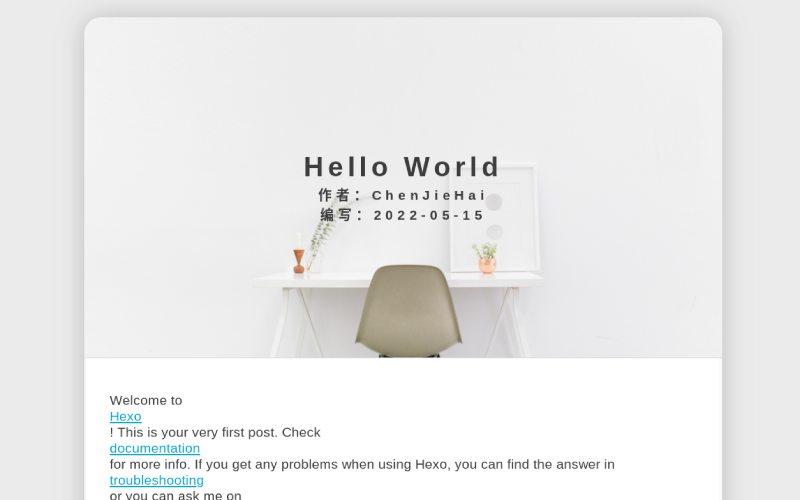 Hello World
作者：ChenJieHai
编写：2022-05-15
Welcome to
Hexo
! This is your very first post. Check
documentation
for more info. If you get any problems when using Hexo, you can find the answer in
troubleshooting
or you can ask me on